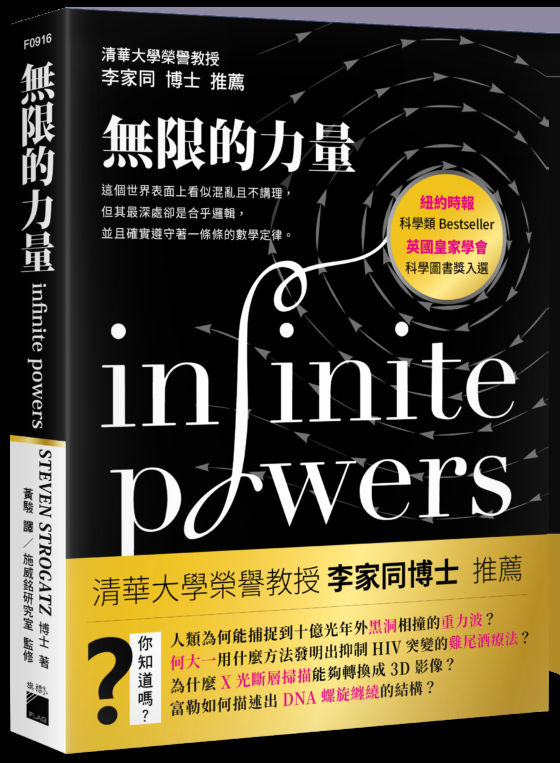 F0916
無限的力量
infinite powers
STEVEN STROGATZ 博士 著
黃駿 譯／施威銘研究室 監修
旗標
FLAG
清華大學榮譽教授
李家同 博士 推薦
無限的力量
這個世界表面上看似混亂且不講理，
但其最深處卻是合乎邏輯，
並且確實遵守著一條條的數學定律。
紐約時報
科學類 Bestseller
英國皇家學會
科學圖書獎入選
infinite
powers
清華大學榮譽教授 李家同博士 推薦
?
你知道嗎？
人類為何能捕捉到十億光年外黑洞相撞的重力波？
何大一用什麼方法發明出抑制 HIV 突變的雞尾酒療法？
為什麼 X 光斷層掃描能夠轉換成 3D 影像？
富勒如何描述出 DNA 螺旋纏繞的結構？